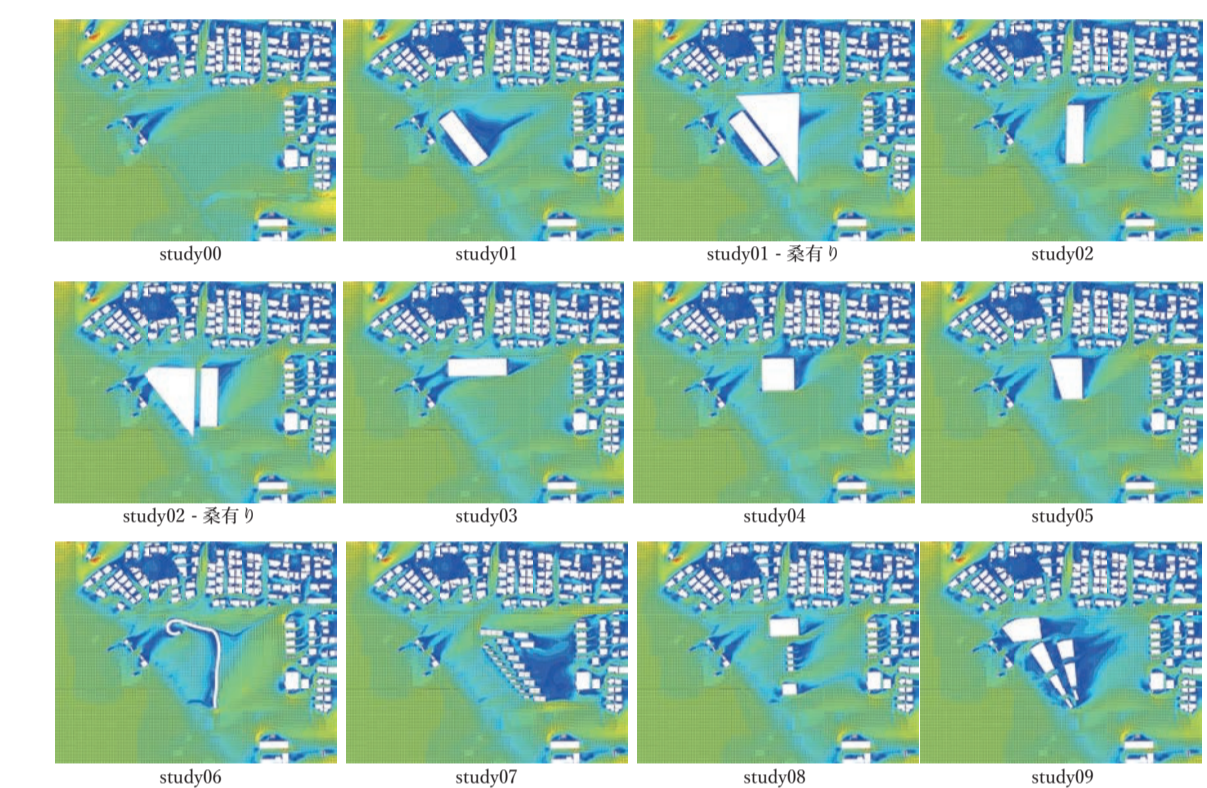 study00
study01
study01 - 桑有り
study02
study02 - 桑有り
study03
study04
study05
study06
study07
study08
study09